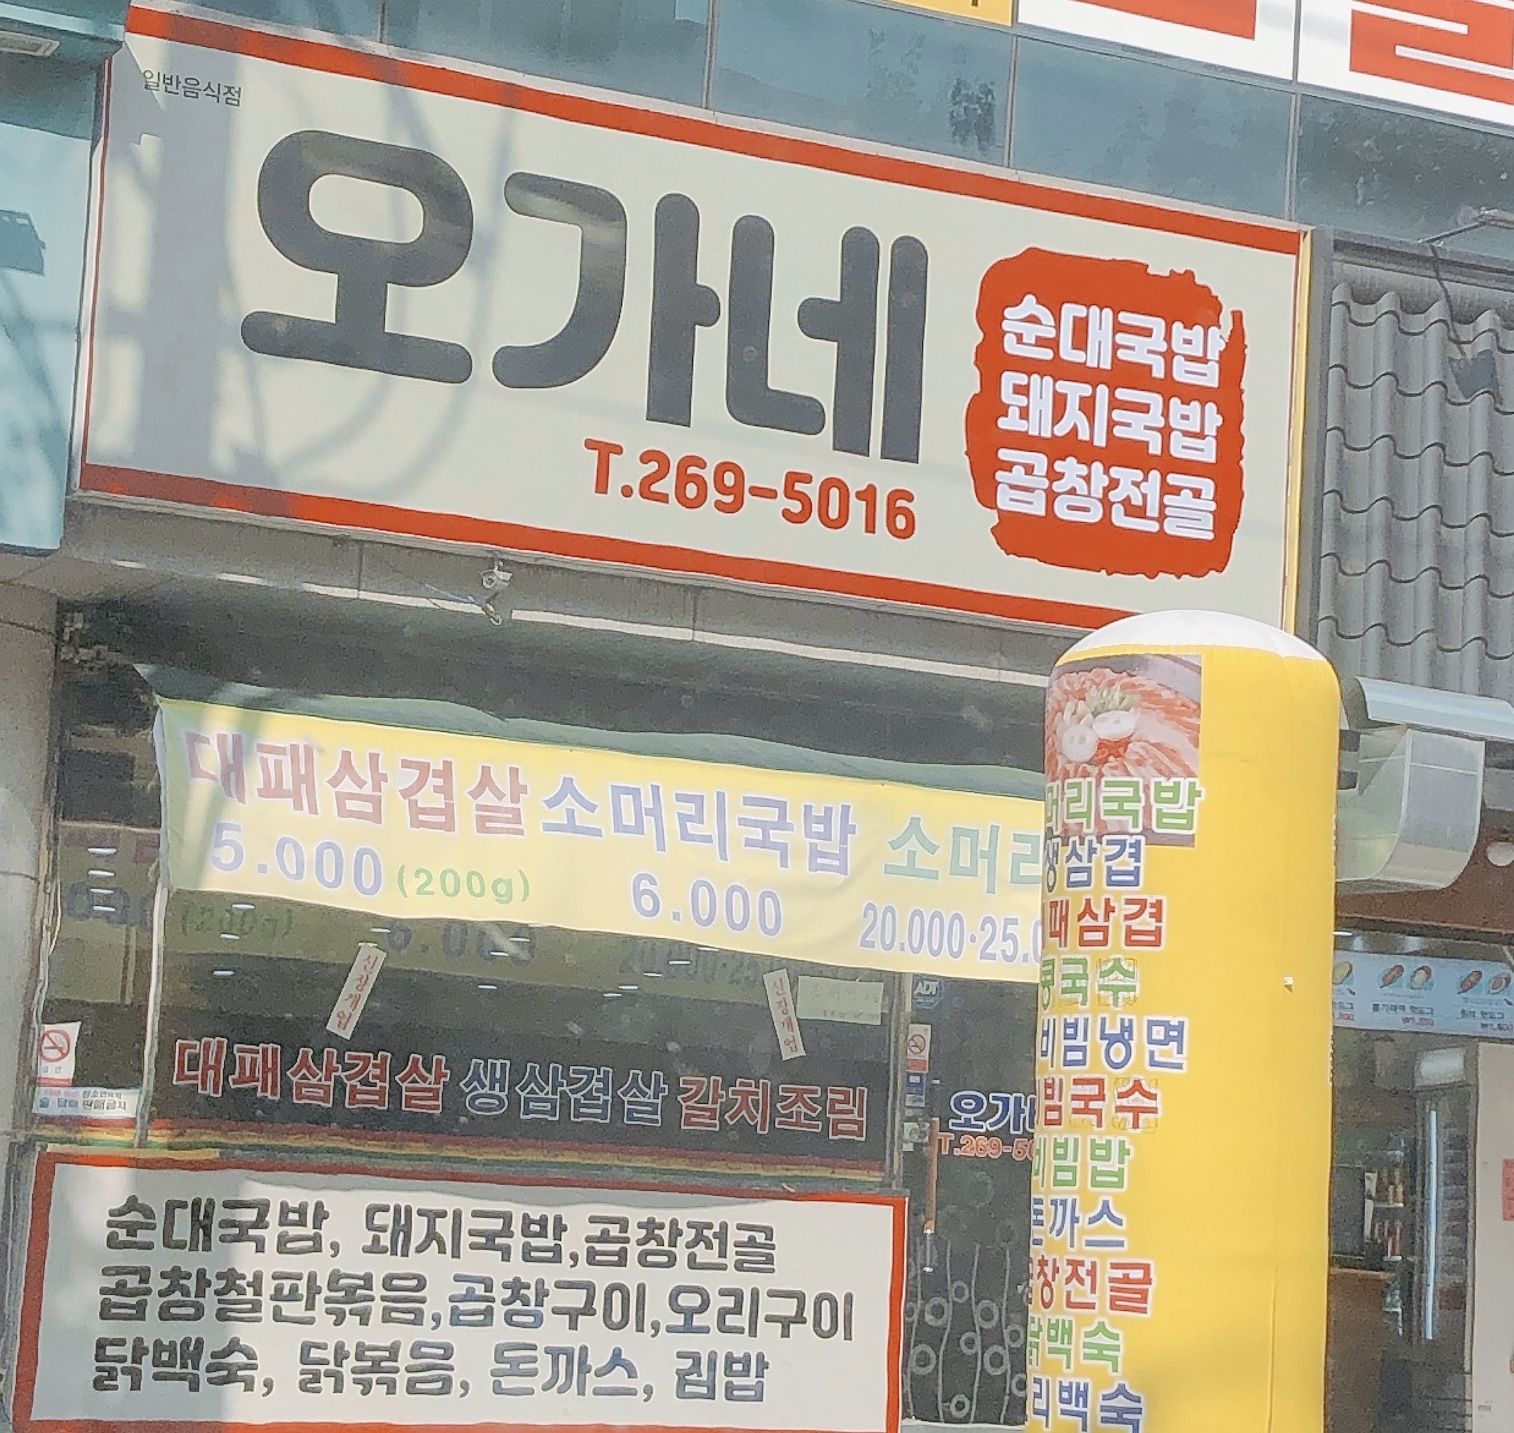 일반음식점
오가네
순대국밥
돼지국밥
곱창전골
T.269-5016
대패삼겹살 소머리국밥 소머리
5.000 (200g) 6.000 20.000·25.0
신장개업
신장개업
ADT
대패삼겹살 생삼겹살 갈치조림
오가
T.269-50
순대국밥, 돼지국밥,곱창전골
곱창철판볶음,곱창구이,오리구이
닭백숙, 닭볶음, 돈까스, 김밥
머리국밥
생삼겹
패삼겹
콩국수
비빔냉면
빔국수
비빔밥
돈까스
창전골
닭백숙
리백숙